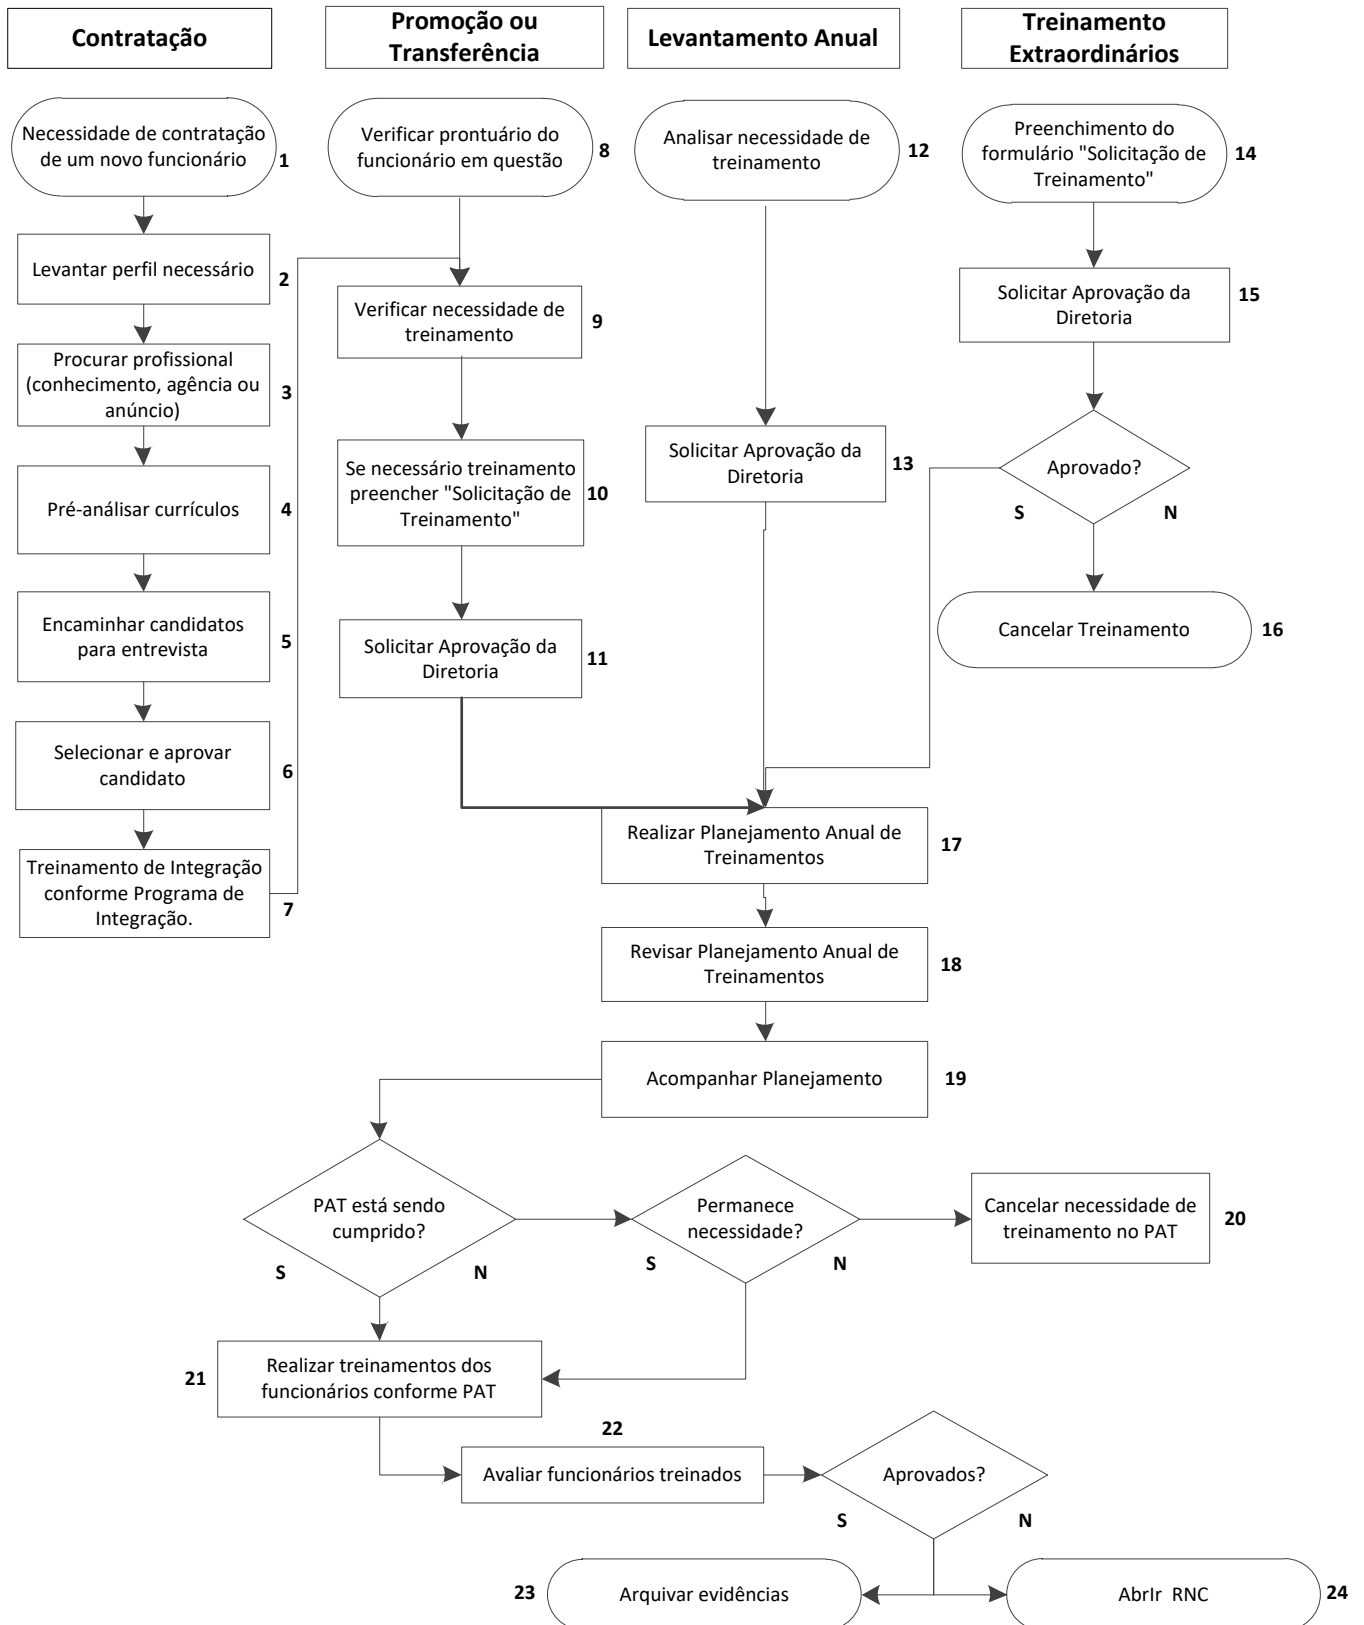 Contratação
Promoção ou
Transferência
Levantamento Anual
Treinamento
Extraordinários
Necessidade de contratação
de um novo funcionário
1
Levantar perfil necessário
2
Procurar profissional
(conhecimento, agência ou
anúncio)
3
Pré-análisar currículos
4
Encaminhar candidatos
para entrevista
5
Selecionar e aprovar
candidato
6
Treinamento de Integração
conforme Programa de
Integração.
7
Verificar prontuário do
funcionário em questão
8
Verificar necessidade de
treinamento
9
Se necessário treinamento
preencher "Solicitação de
Treinamento"
10
Solicitar Aprovação da
Diretoria
11
Analisar necessidade de
treinamento
12
Solicitar Aprovação da
Diretoria
13
Preenchimento do
formulário "Solicitação de
Treinamento"
14
Solicitar Aprovação da
Diretoria
15
Aprovado?
S
N
Cancelar Treinamento
16
Realizar Planejamento Anual de
Treinamentos
17
Revisar Planejamento Anual de
Treinamentos
18
Acompanhar Planejamento
19
PAT está sendo
cumprido?
S
N
Permanece
necessidade?
S
N
Cancelar necessidade de
treinamento no PAT
20
21
Realizar treinamentos dos
funcionários conforme PAT
22
Avaliar funcionários treinados
Aprovados?
S
N
23
Arquivar evidências
AbrIr RNC
24